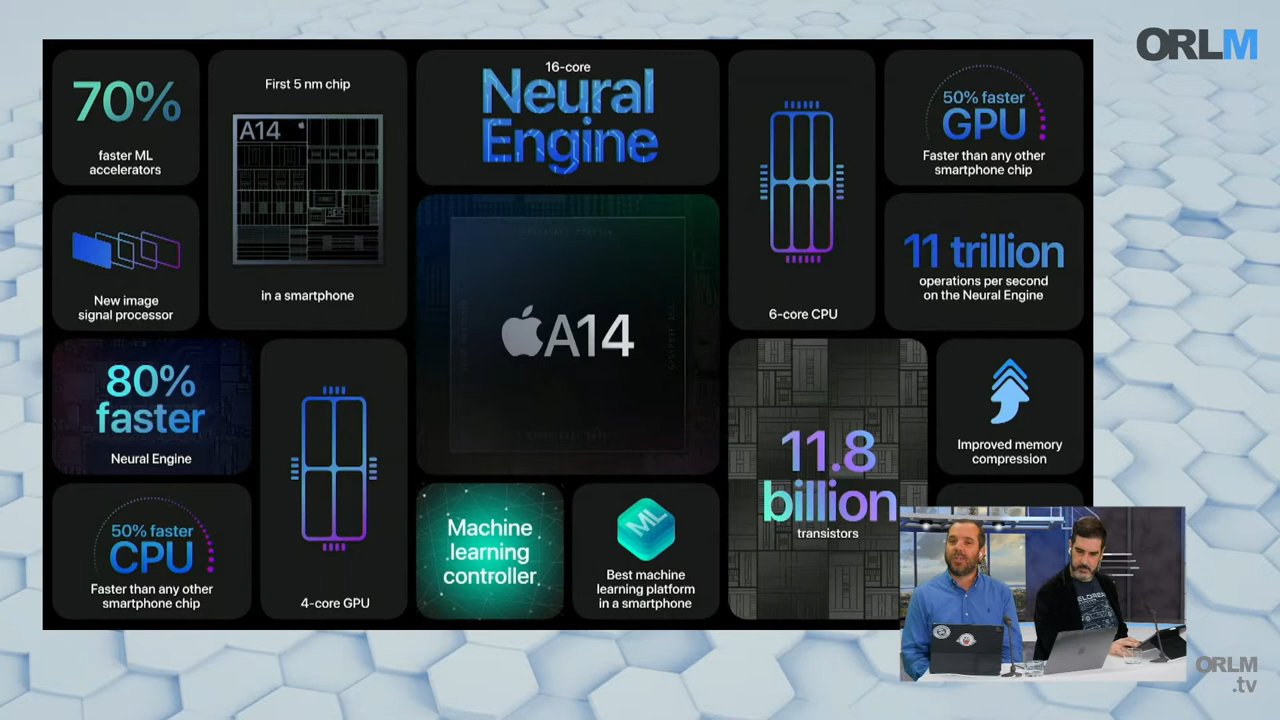 ORLM
70%
faster ML
accelerators
First 5 nm chip
A14
in a smartphone
16-core
Neural
Engine
6-core CPU
50% faster
GPU
Faster than any other
smartphone chip
New image
signal processor
A14
11 trillion
operations per second
on the Neural Engine
80%
faster
Neural Engine
4-core GPU
11.8
billion
transistors
Improved memory
compression
50% faster
CPU
Faster than any other
smartphone chip
Machine
learning
controller
ML
Best machine
learning platform
in a smartphone
ORLM
.tv